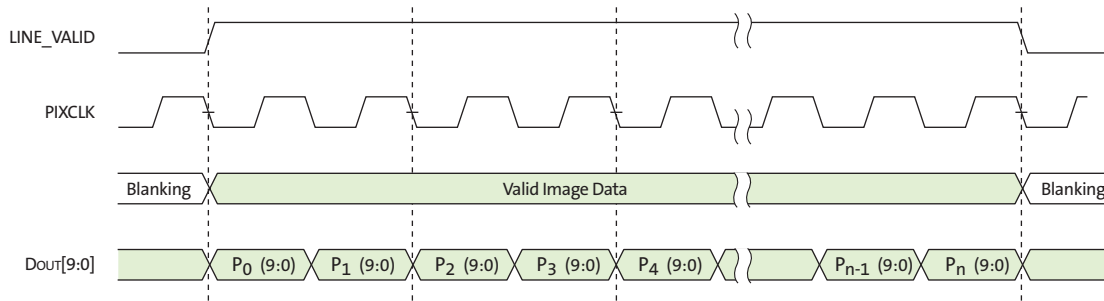 LINE_VALID
PIXCLK
Blanking Valid Image Data Blanking
DOUT[9:0] P0 (9:0) P1 (9:0) P2 (9:0) P3 (9:0) P4 (9:0) Pn-1 (9:0) Pn (9:0)